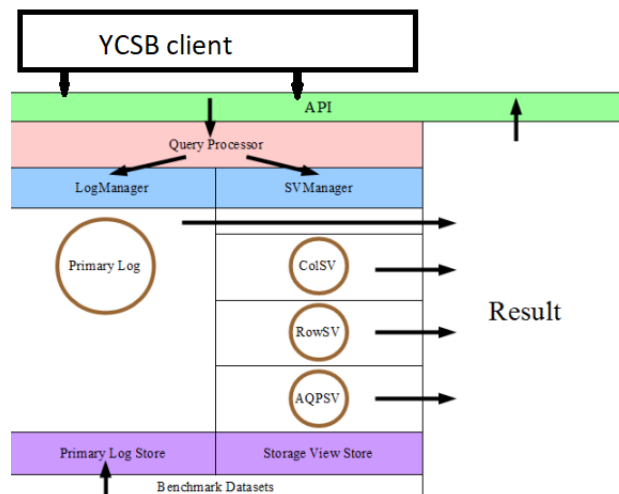 YCSB client
API
Query Processor
LogManager
SVManager
Primary Log
ColSV
RowSV
AQPSV
Result
Primary Log Store
Storage View Store
Benchmark Datasets